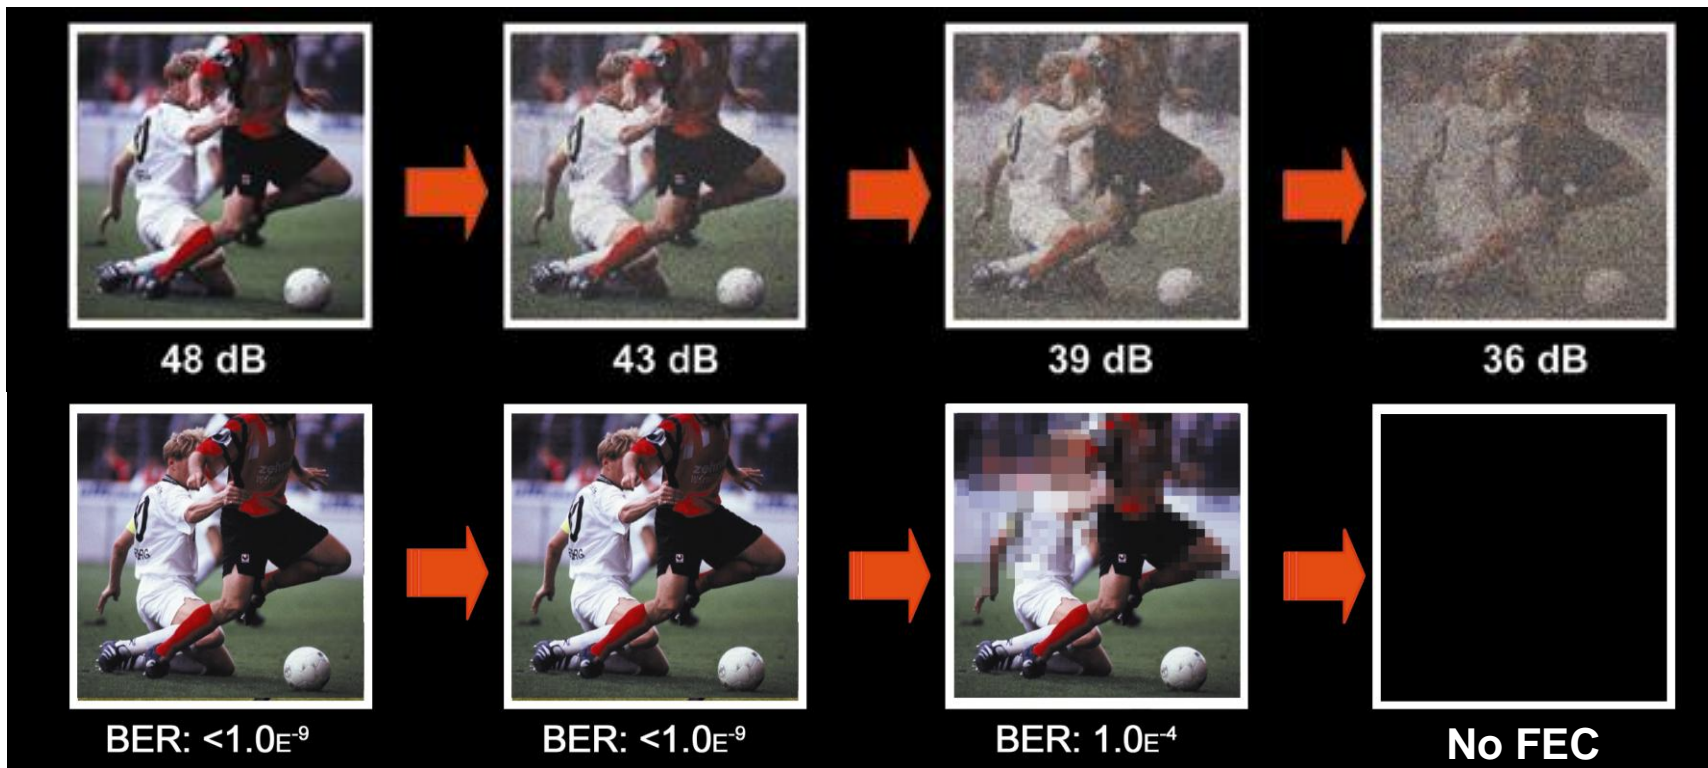 48 dB
43 dB
39 dB
36 dB
BER: <1.0E-9
BER: <1.0E-9
BER: 1.0E-4
No FEC